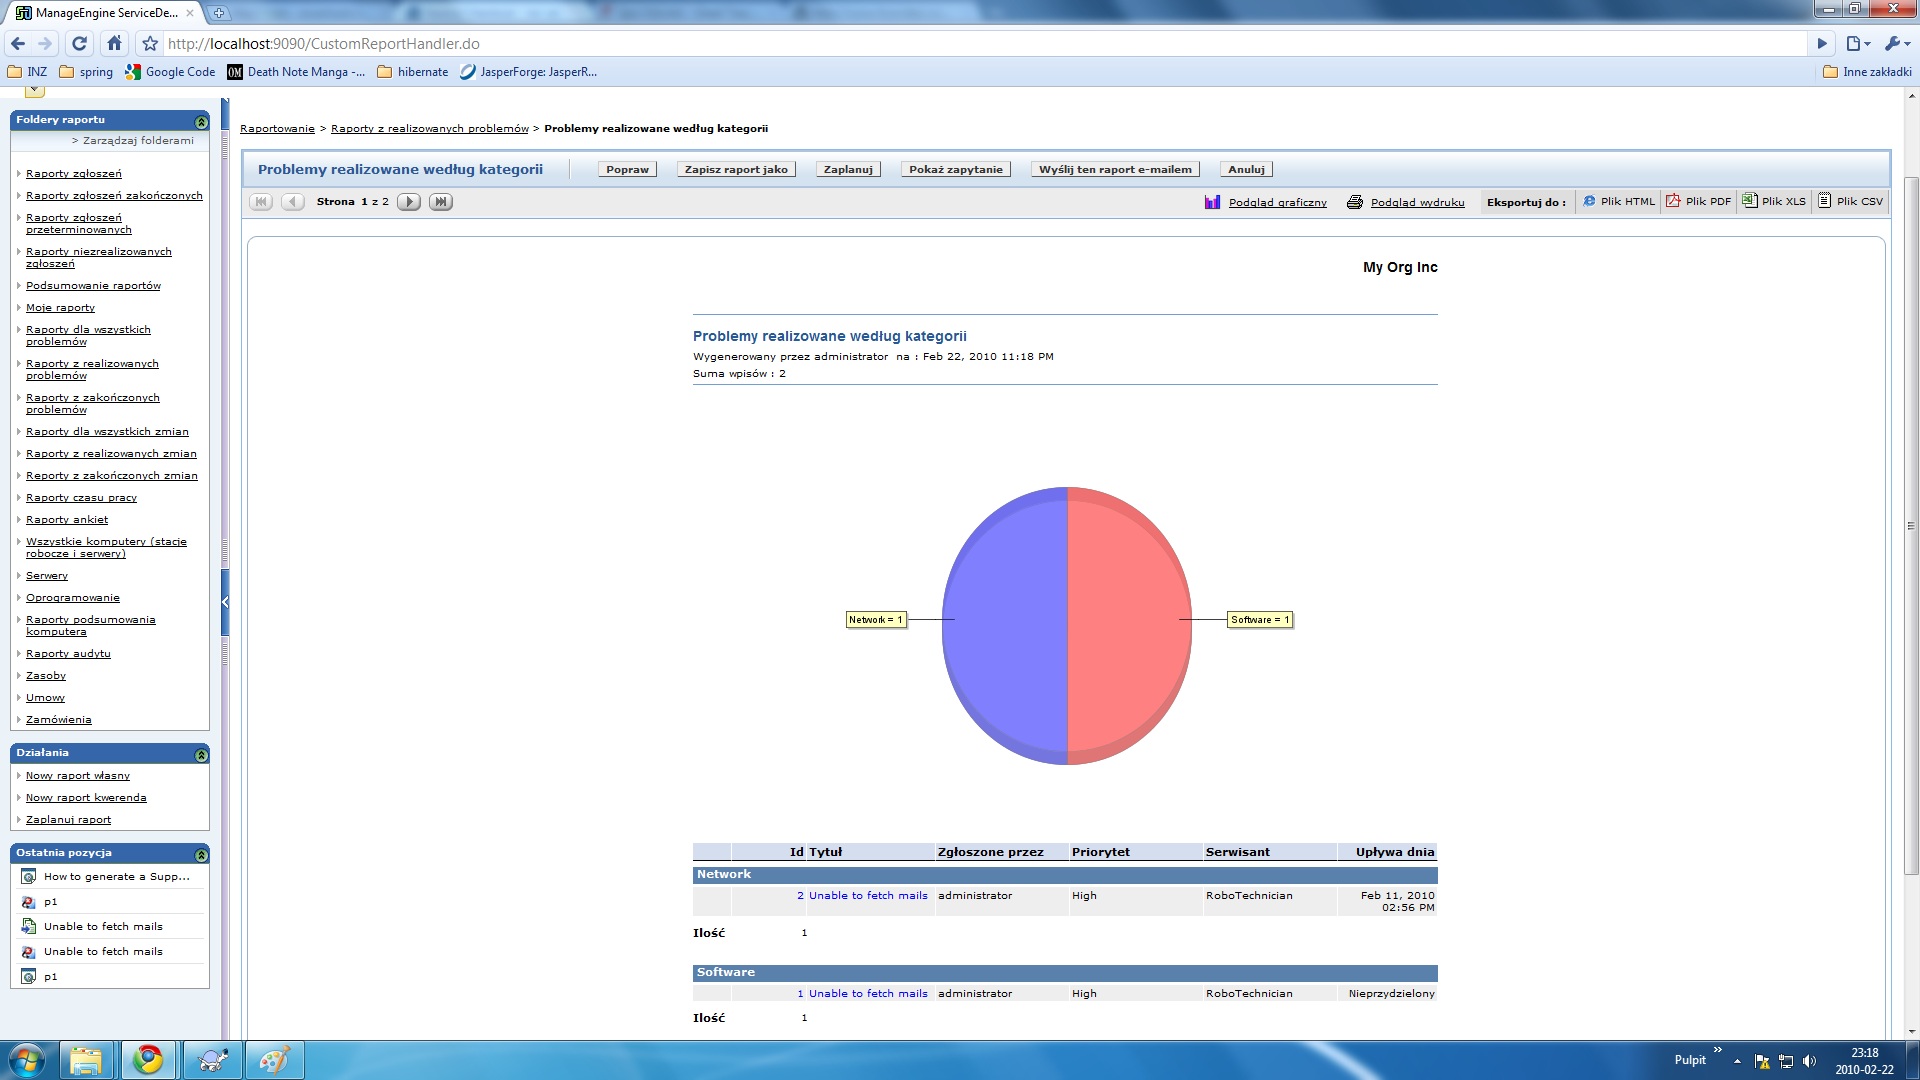 ManageEngine ServiceDe...
http://localhost:9090/CustomReportHandler.do
INZ
spring
Google Code
OM
Death Note Manga -...
hibernate
JasperForge: JasperR...
Inne zakładki
Foldery raportu
> Zarządzaj folderami
Raporty zgłoszeń
Raporty zgłoszeń zakończonych
Raporty zgłoszeń
przeterminowanych
Raporty niezrealizowanych
zgłoszeń
Podsumowanie raportów
Moje raporty
Raporty dla wszystkich
problemów
Raporty z realizowanych
problemów
Raporty z zakończonych
problemów
Raporty dla wszystkich zmian
Raporty z realizowanych zmian
Reporty z zakończonych zmian
Raporty czasu pracy
Raporty ankiet
Wszystkie komputery (stacje
robocze i serwery)
Serwery
Oprogramowanie
Raporty podsumowania
komputera
Raporty audytu
Zasoby
Umowy
Zamówienia
Działania
Nowy raport własny
Nowy raport kwerenda
Zaplanuj raport
Ostatnia pozycja
How to generate a Supp...
p1
Unable to fetch mails
Unable to fetch mails
p1
Raportowanie > Raporty z realizowanych problemów > Problemy realizowane według kategorii
Problemy realizowane według kategorii
Popraw
Zapisz raport jako
Zaplanuj
Pokaż zapytanie
Wyślij ten raport e-mailem
Anuluj
Strona 1 z 2
Podgląd graficzny
Podgląd wydruku
Eksportuj do :
Plik HTML
Plik PDF
Plik XLS
Plik CSV
My Org Inc
Problemy realizowane według kategorii
Wygenerowany przez administrator na : Feb 22, 2010 11:18 PM
Suma wpisów : 2
Network = 1
Software = 1
Id Tytuł Zgłoszone przez Priorytet Serwisant Upływa dnia
Network
2 Unable to fetch mails administrator High RoboTechnician Feb 11, 2010
02:56 PM
Ilość 1
Software
1 Unable to fetch mails administrator High RoboTechnician Nieprzydzielony
Ilość 1
Pulpit
23:18
2010-02-22